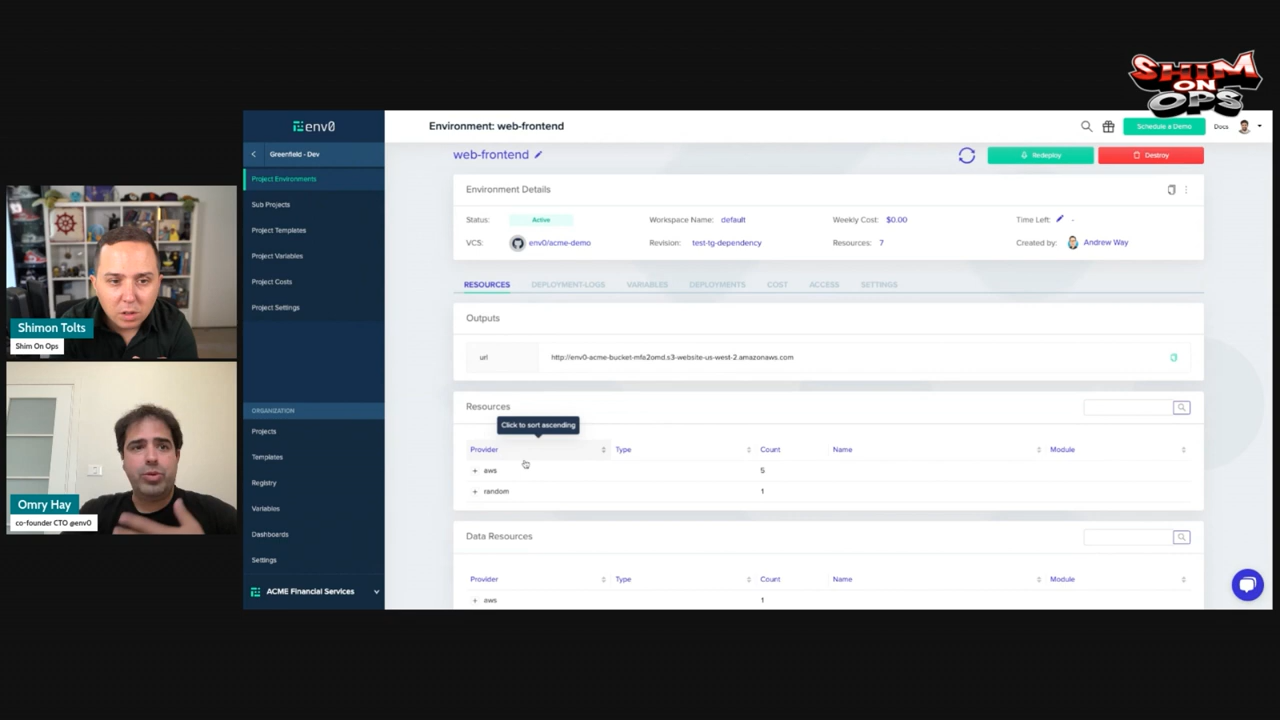 SHIM
ON
OPS
env0
Environment: web-frontend
Schedule a Demo
Docs
Greenfield - Dev
web-frontend
Redeploy
Destroy
Project Environments
Sub Projects
Project Templates
Project Variables
Project Costs
Project Settings
Environment Details
Status:
Active
Workspace Name:
default
Weekly Cost:
$0.00
Time Left:
-
VCS:
env0/acme-demo
Revision:
test-tg-dependency
Resources:
7
Created by:
Andrew Way
RESOURCES
DEPLOYMENT-LOGS
VARIABLES
DEPLOYMENTS
COST
ACCESS
SETTINGS
Outputs
url
http://env0-acme-bucket-mfa2omd.s3-website-us-west-2.amazonaws.com
Resources
Click to sort ascending
Provider
Type
Count
Name
Module
+ aws
5
+ random
1
Data Resources
Provider
Type
Count
Name
Module
+ aws
1
ORGANIZATION
Projects
Templates
Registry
Variables
Dashboards
Settings
ACME Financial Services
Shimon Tolts
Shim On Ops
Omry Hay
co-founder CTO @env0